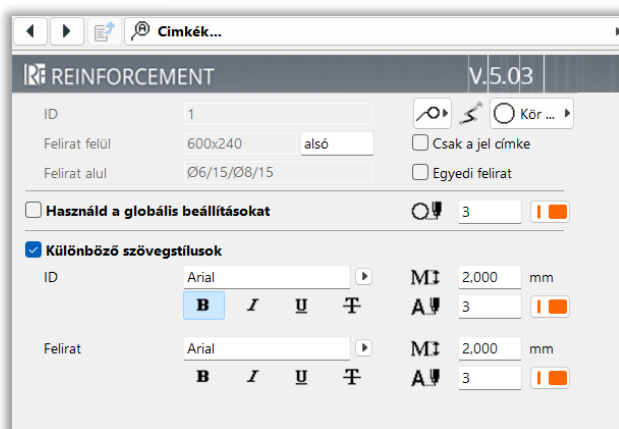 Cimkék...
REINFORCEMENT V.5.03
ID 1 Kör ...
Felirat felül 600x240 alsó Csak a jel címke
Felirat alul Ø6/15/Ø8/15 Egyedi felirat
Használd a globális beállításokat 3
Különböző szövegstílusok
ID Arial 2,000 mm
B I U T 3
Felirat Arial 2,000 mm
B I U T 3